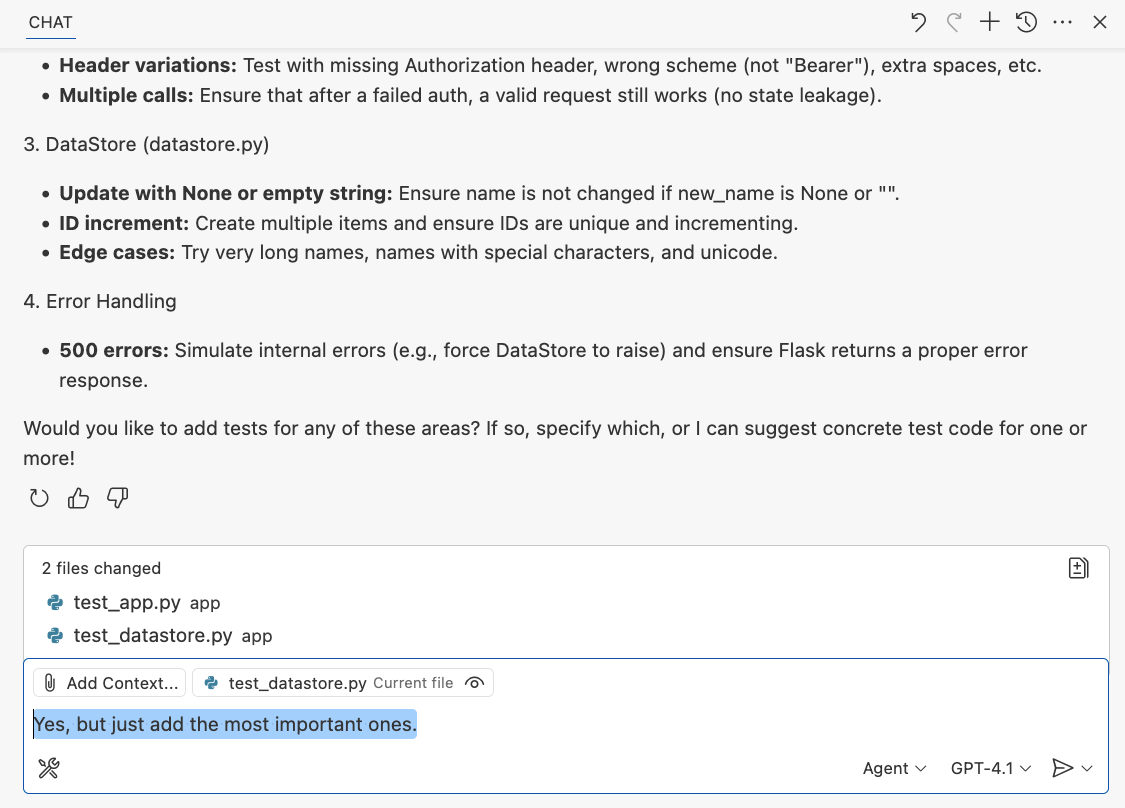 CHAT
• Header variations: Test with missing Authorization header, wrong scheme (not "Bearer"), extra spaces, etc.
• Multiple calls: Ensure that after a failed auth, a valid request still works (no state leakage).
3. DataStore (datastore.py)
• Update with None or empty string: Ensure name is not changed if new_name is None or "".
• ID increment: Create multiple items and ensure IDs are unique and incrementing.
• Edge cases: Try very long names, names with special characters, and unicode.
4. Error Handling
• 500 errors: Simulate internal errors (e.g., force DataStore to raise) and ensure Flask returns a proper error
response.
Would you like to add tests for any of these areas? If so, specify which, or I can suggest concrete test code for one or
more!
2 files changed
test_app.py app
test_datastore.py app
Add Context... test_datastore.py Current file
Yes, but just add the most important ones.
Agent GPT-4.1